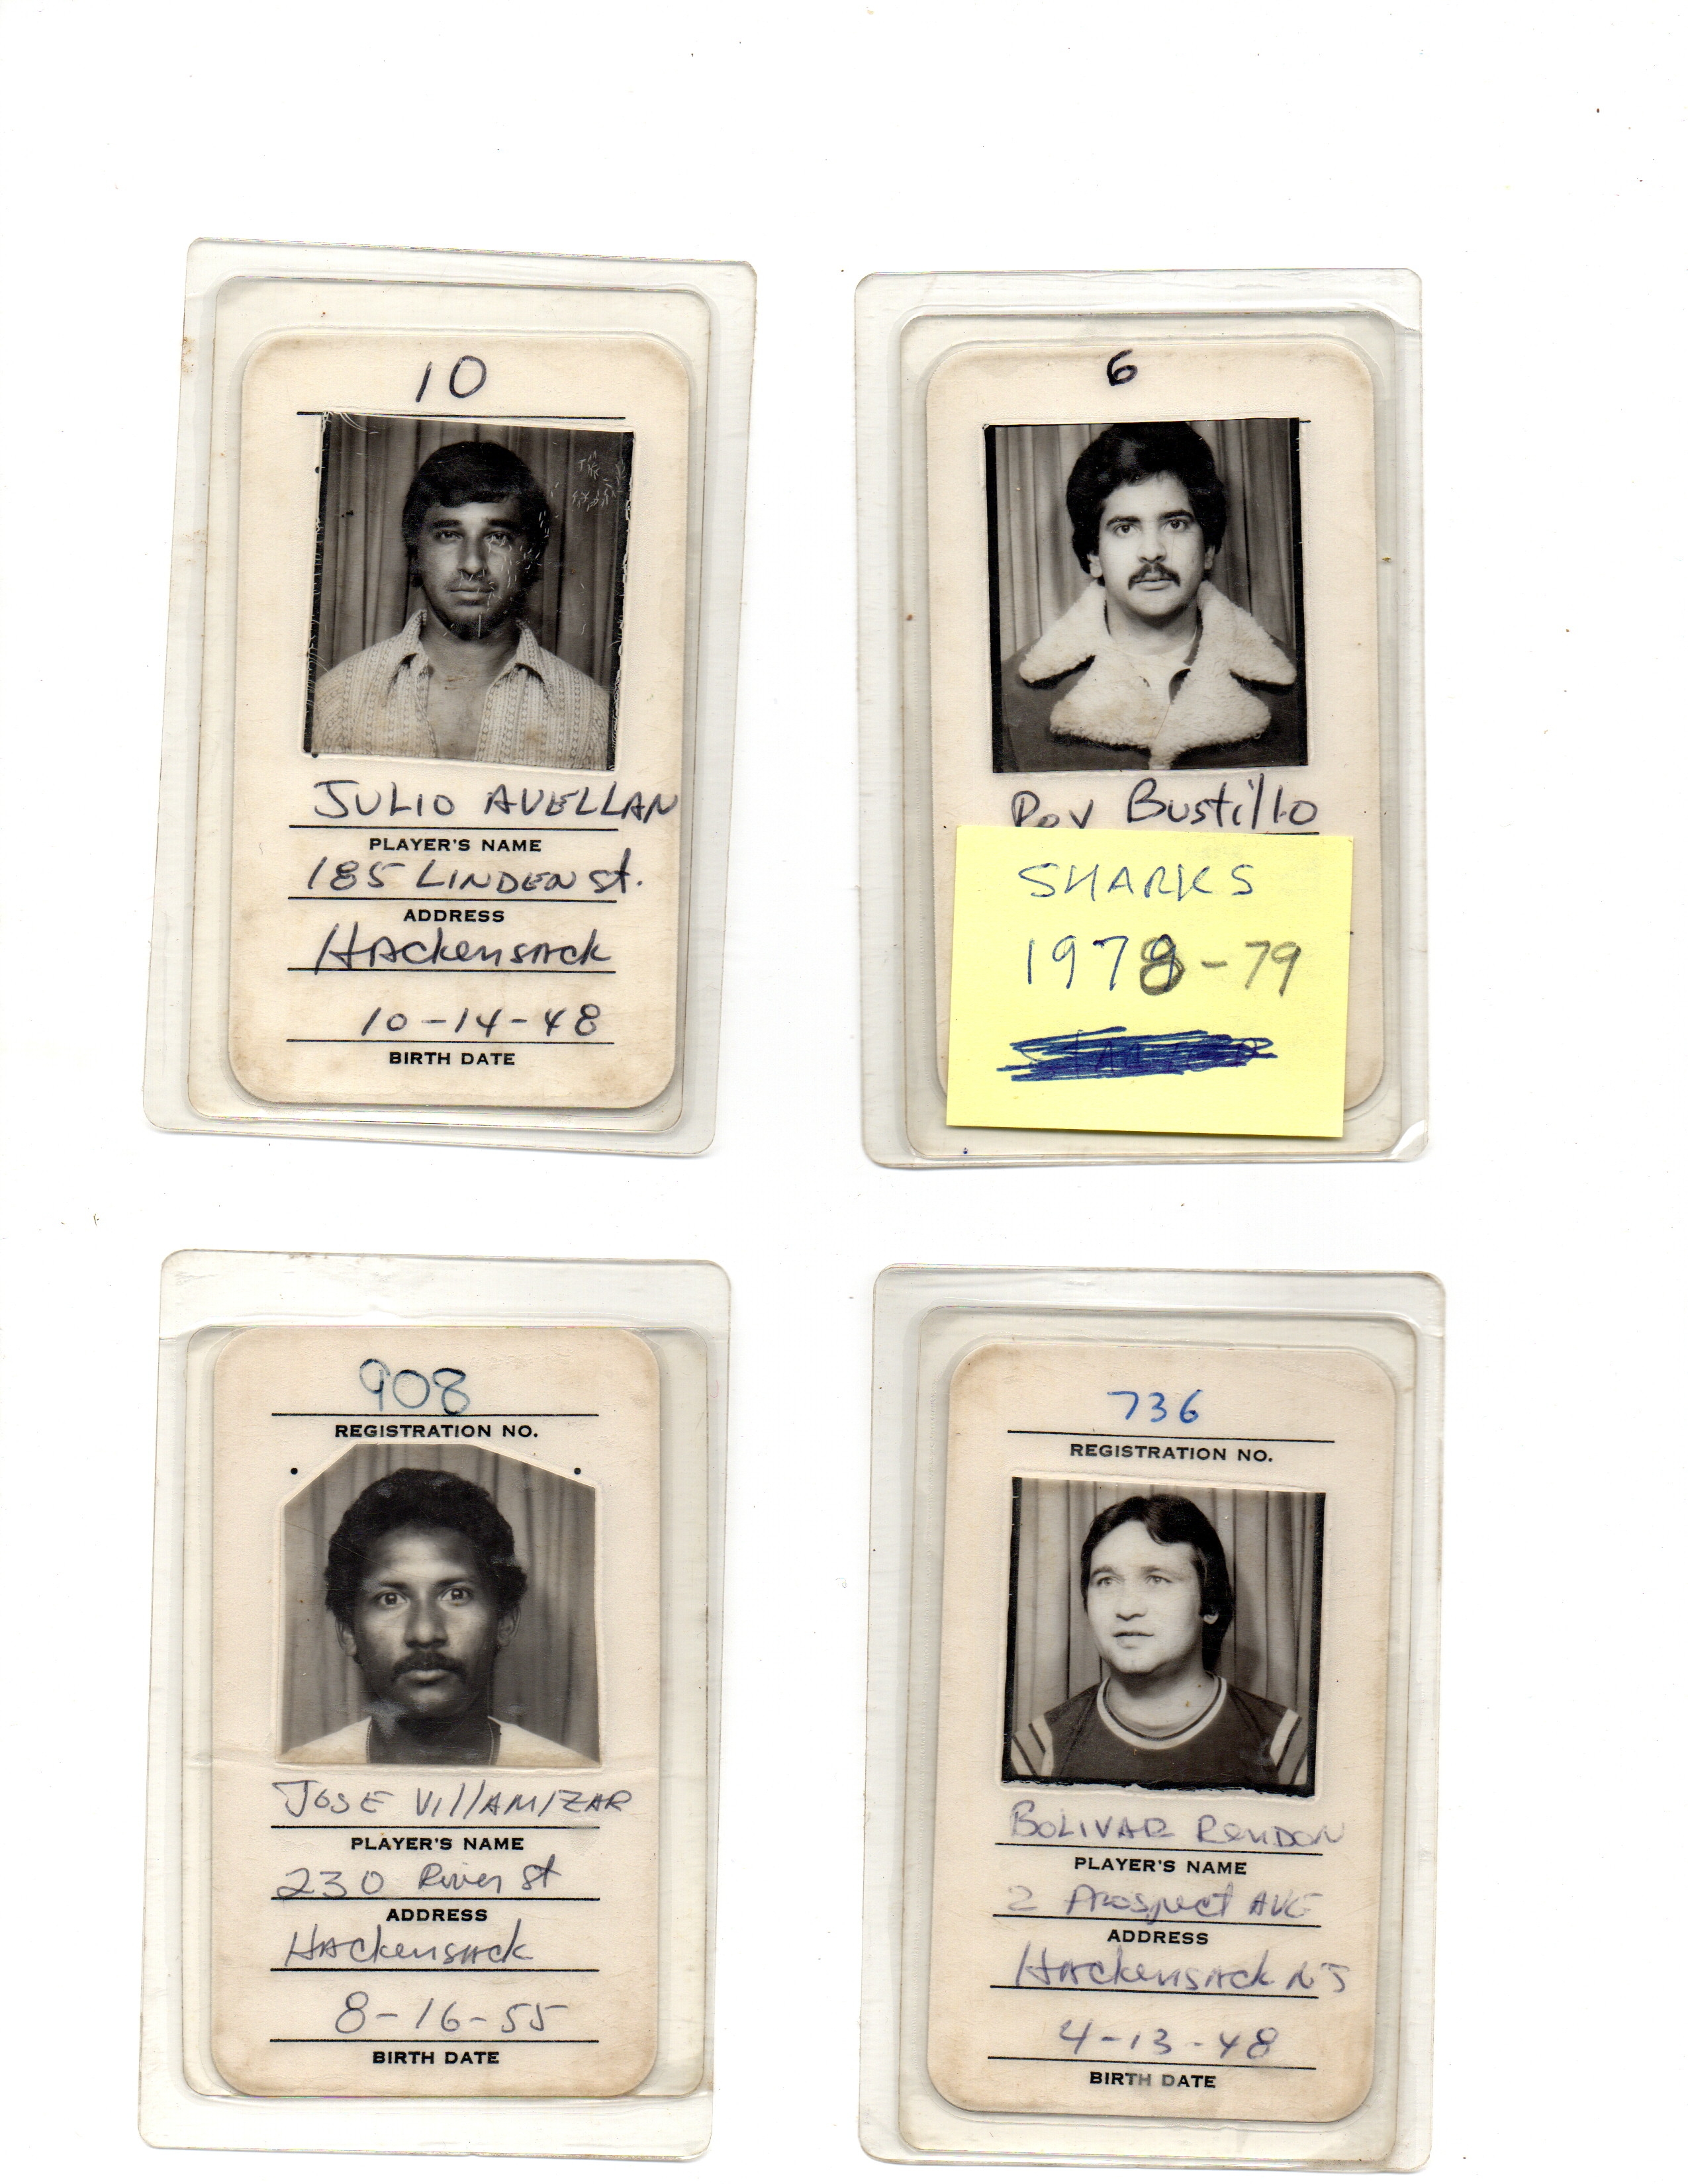 10
JULIO AVELLAN
PLAYER'S NAME
185 LINDEN St.
ADDRESS
HAckensAck
10-14-48
BIRTH DATE
6
Bustillo
SHARKS
1978-79
908
REGISTRATION NO.
JOSE VillAMIZAR
PLAYER'S NAME
230 River St
ADDRESS
HAckensAck
8-16-55
BIRTH DATE
736
REGISTRATION NO.
BOLIVAR RENDON
PLAYER'S NAME
2 Prospect AVE
ADDRESS
HAckensAck NJ
4-13-48
BIRTH DATE